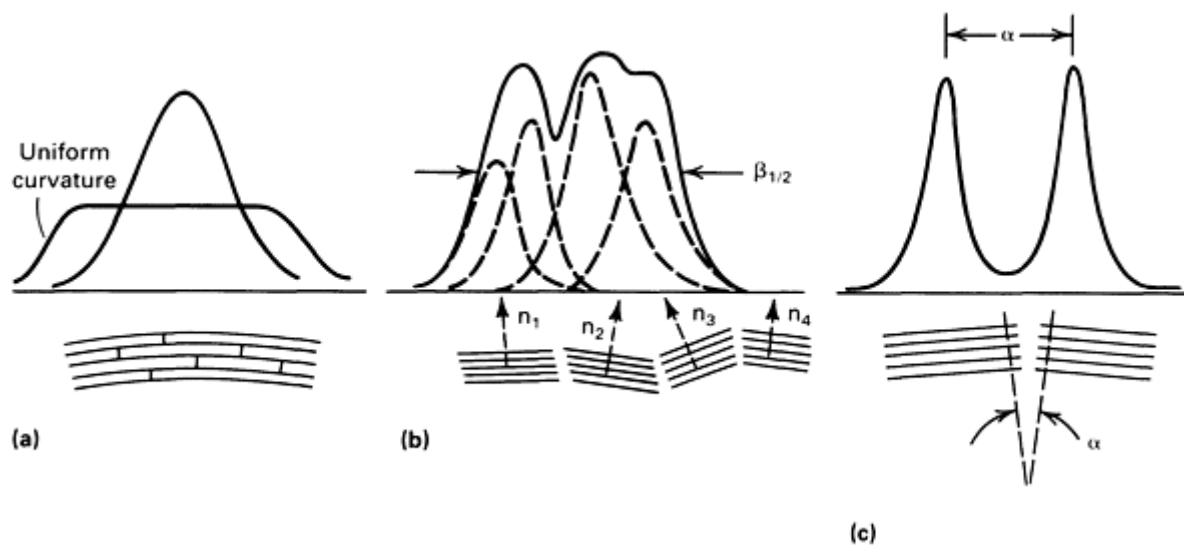 α
Uniform
curvature
β1/2
n1
n2
n3
n4
α
(a)
(b)
(c)